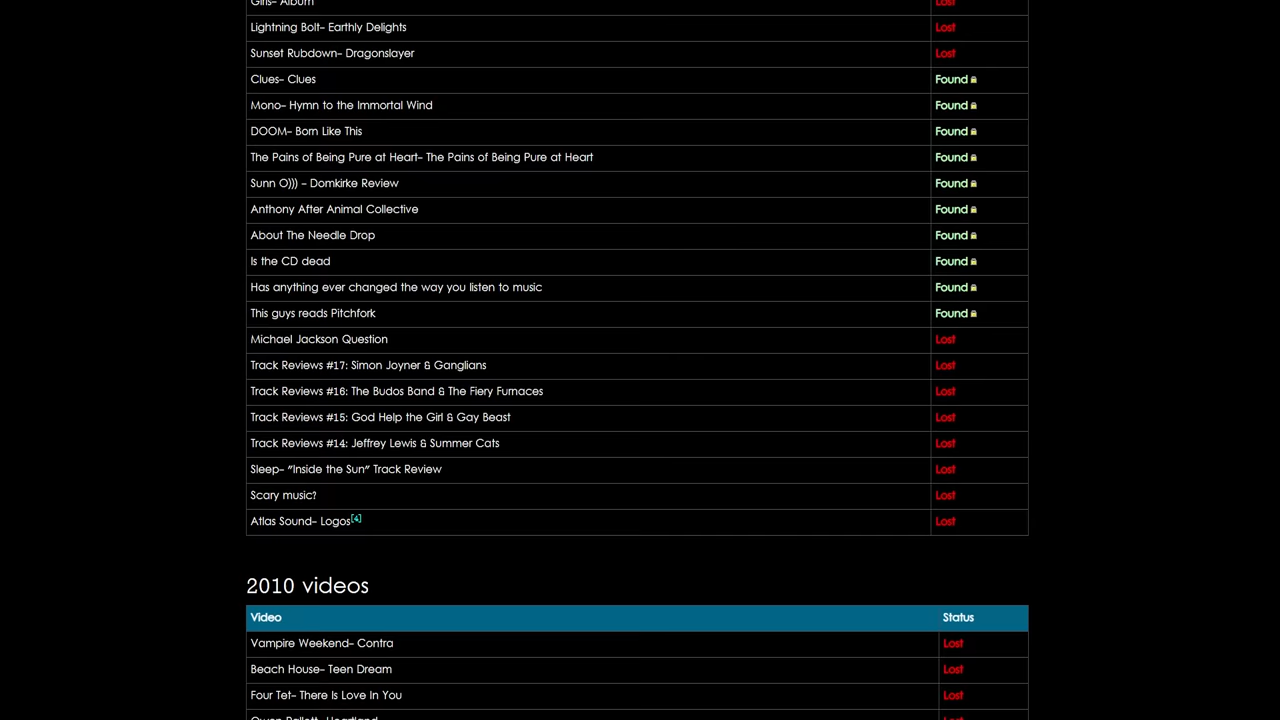 Girls- Album Lost
Lightning Bolt- Earthly Delights Lost
Sunset Rubdown- Dragonslayer Lost
Clues- Clues Found
Mono- Hymn to the Immortal Wind Found
DOOM- Born Like This Found
The Pains of Being Pure at Heart- The Pains of Being Pure at Heart Found
Sunn O))) - Domkirke Review Found
Anthony After Animal Collective Found
About The Needle Drop Found
Is the CD dead Found
Has anything ever changed the way you listen to music Found
This guys reads Pitchfork Found
Michael Jackson Question Lost
Track Reviews #17: Simon Joyner & Ganglians Lost
Track Reviews #16: The Budos Band & The Fiery Furnaces Lost
Track Reviews #15: God Help the Girl & Gay Beast Lost
Track Reviews #14: Jeffrey Lewis & Summer Cats Lost
Sleep- "Inside the Sun" Track Review Lost
Scary music? Lost
Atlas Sound- Logos[4] Lost
2010 videos
Video Status
Vampire Weekend- Contra Lost
Beach House- Teen Dream Lost
Four Tet- There Is Love In You Lost
Owen Pallett- Heartland Lost